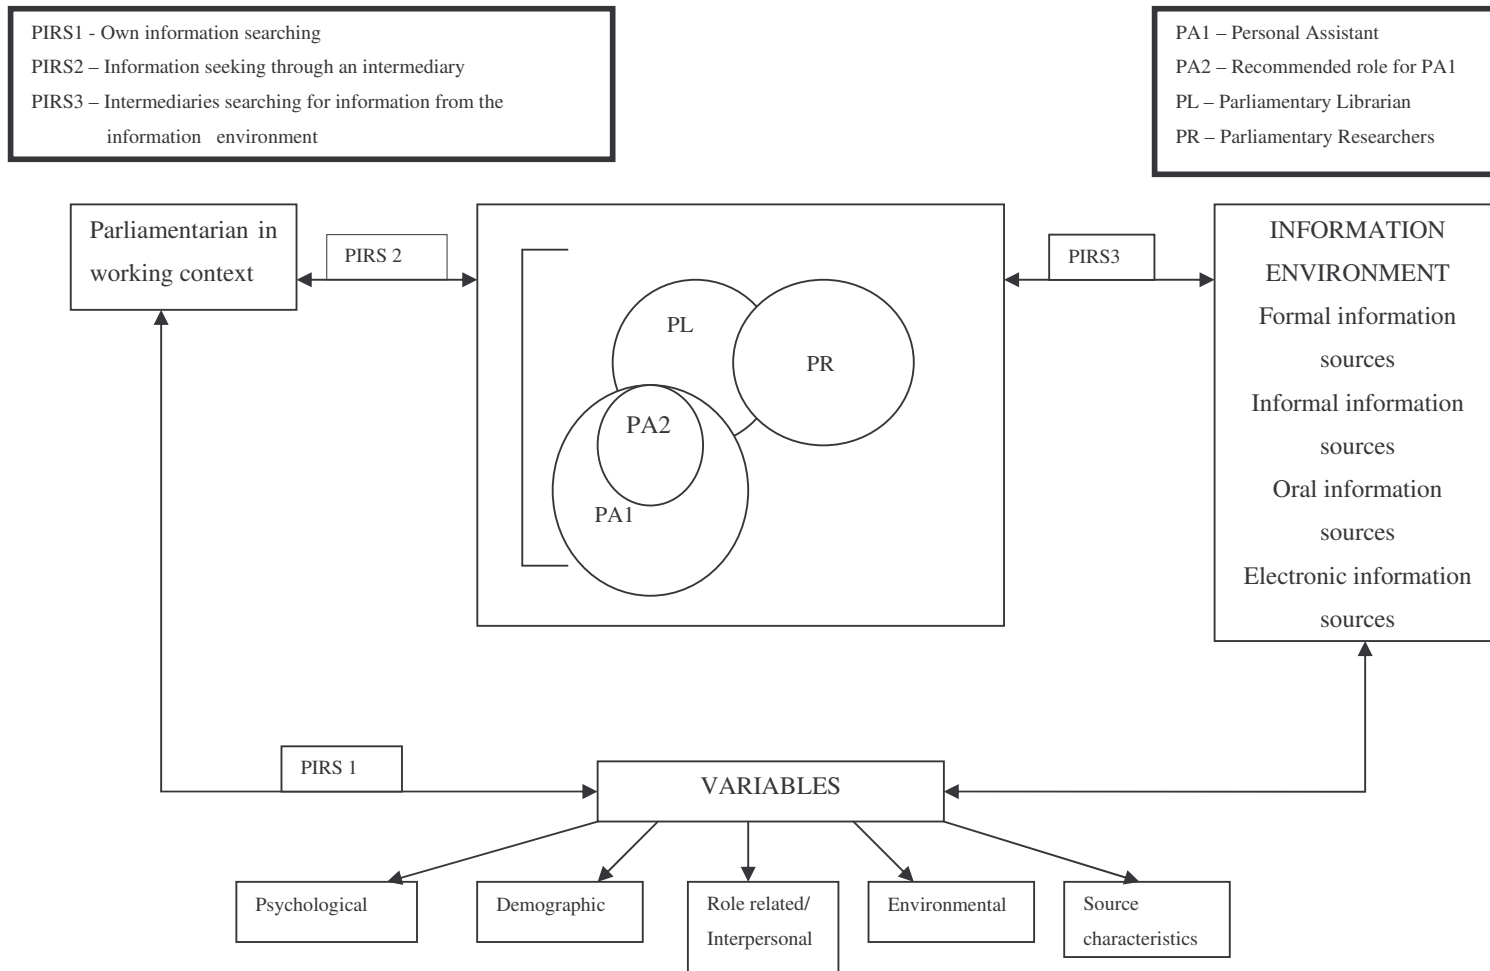 PIRS1 - Own information searching
PIRS2 – Information seeking through an intermediary
PIRS3 – Intermediaries searching for information from the
information environment
PA1 – Personal Assistant
PA2 – Recommended role for PA1
PL – Parliamentary Librarian
PR – Parliamentary Researchers
Parliamentarian in
working context
PIRS 2
PL
PR
PA2
PA1
PIRS3
INFORMATION
ENVIRONMENT
Formal information
sources
Informal information
sources
Oral information
sources
Electronic information
sources
PIRS 1
VARIABLES
Psychological
Demographic
Role related/
Interpersonal
Environmental
Source
characteristics